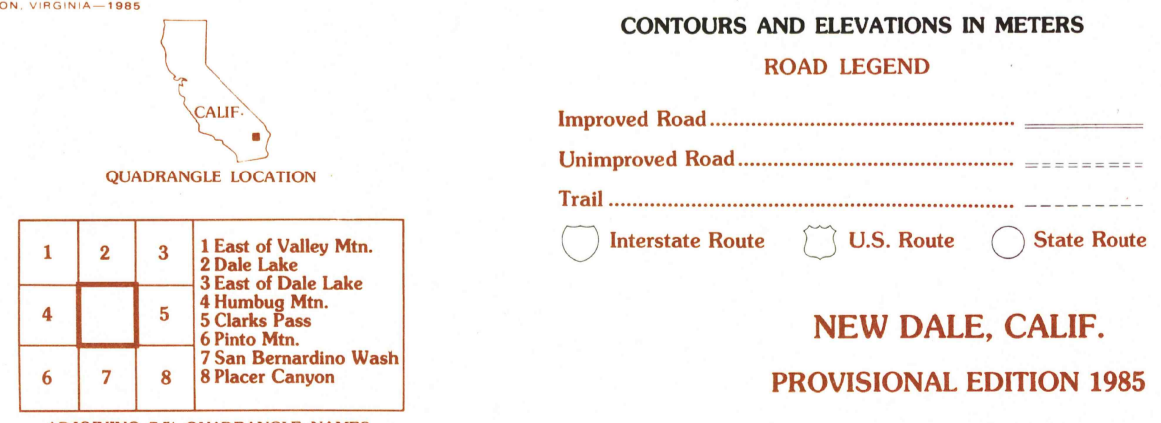 ON, VIRGINIA—1985
CALIF.
QUADRANGLE LOCATION
1 2 3
4 5
6 7 8
1 East of Valley Mtn.
2 Dale Lake
3 East of Dale Lake
4 Humbug Mtn.
5 Clarks Pass
6 Pinto Mtn.
7 San Bernardino Wash
8 Placer Canyon
CONTOURS AND ELEVATIONS IN METERS
ROAD LEGEND
Improved Road
Unimproved Road
Trail
Interstate Route U.S. Route State Route
NEW DALE, CALIF.
PROVISIONAL EDITION 1985